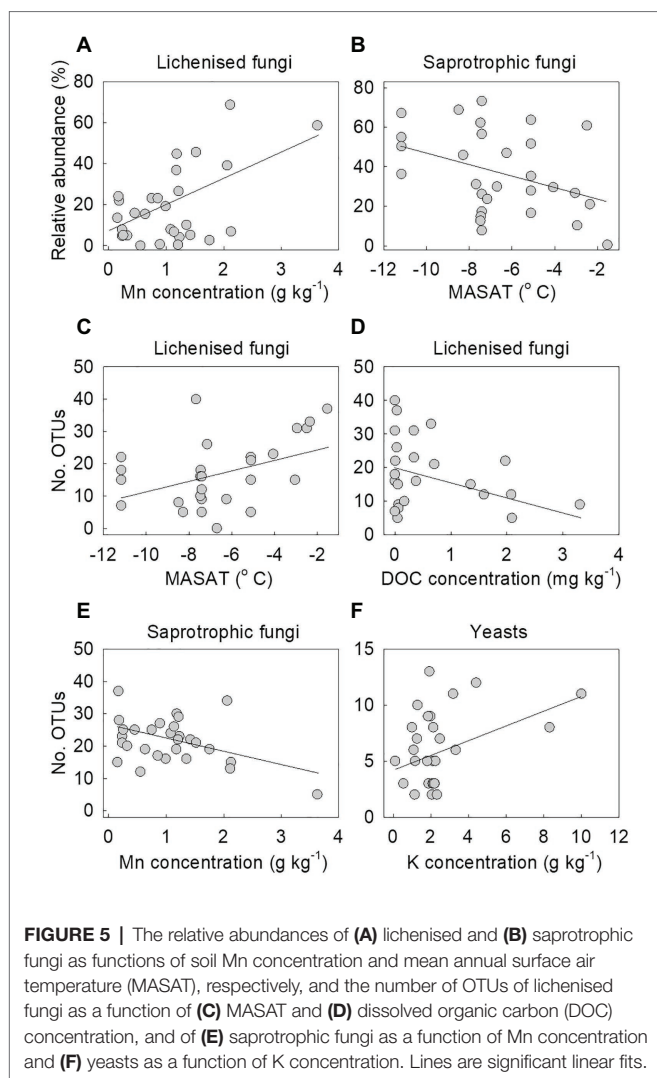 A
Lichenised fungi
Relative abundance (%)
80
60
40
20
0
0 1 2 3 4
Mn concentration (g kg⁻¹)
B
Saprotrophic fungi
80
60
40
20
0
-12 -10 -8 -6 -4 -2
MASAT (° C)
C
Lichenised fungi
No. OTUs
50
40
30
20
10
0
-12 -10 -8 -6 -4 -2
MASAT (° C)
D
Lichenised fungi
50
40
30
20
10
0
0 1 2 3 4
DOC concentration (mg kg⁻¹)
E
Saprotrophic fungi
No. OTUs
50
40
30
20
10
0
0 1 2 3 4
Mn concentration (g kg⁻¹)
F
Yeasts
15
10
5
0
0 2 4 6 8 10 12
K concentration (g kg⁻¹)
FIGURE 5 | The relative abundances of (A) lichenised and (B) saprotrophic
fungi as functions of soil Mn concentration and mean annual surface air
temperature (MASAT), respectively, and the number of OTUs of lichenised
fungi as a function of (C) MASAT and (D) dissolved organic carbon (DOC)
concentration, and of (E) saprotrophic fungi as a function of Mn concentration
and (F) yeasts as a function of K concentration. Lines are significant linear fits.